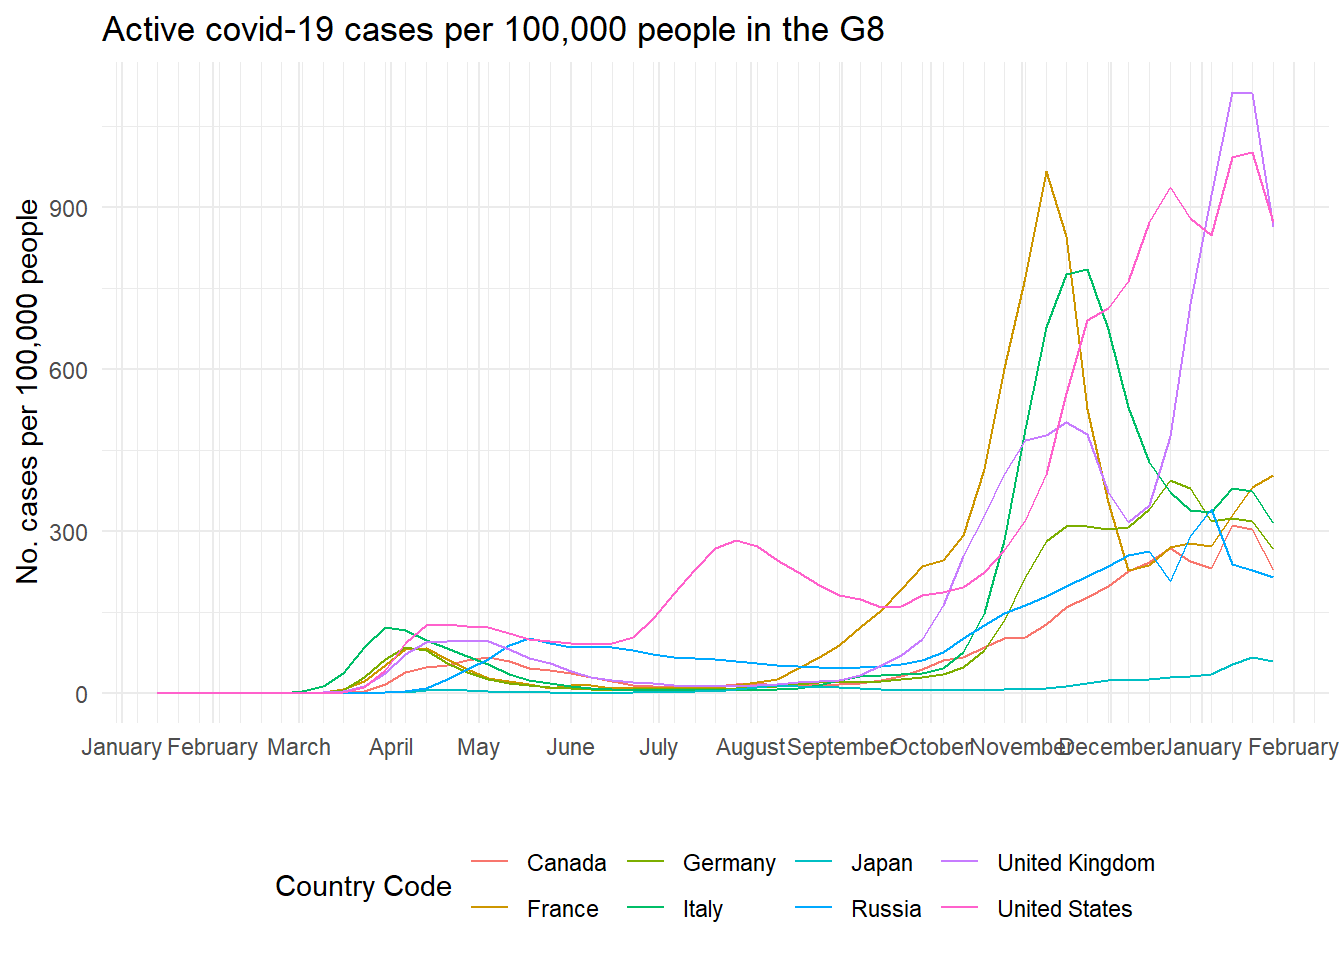 Active covid-19 cases per 100,000 people in the G8
No. cases per 100,000 people
900
600
300
0
January February March April May June July August September October November December January February
Country Code
Canada Germany Japan United Kingdom
France Italy Russia United States